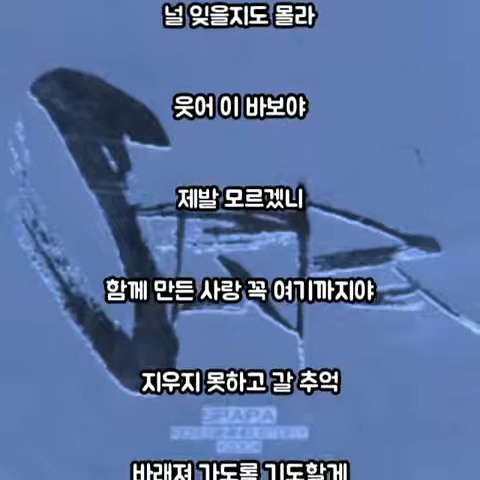 널 잊을지도 몰라
웃어 이 바보야
제발 모르겠니
함께 만든 사랑 꼭 여기까지야
지우지 못하고 갈 추억
바래져 가도록 기도할게
PAPA